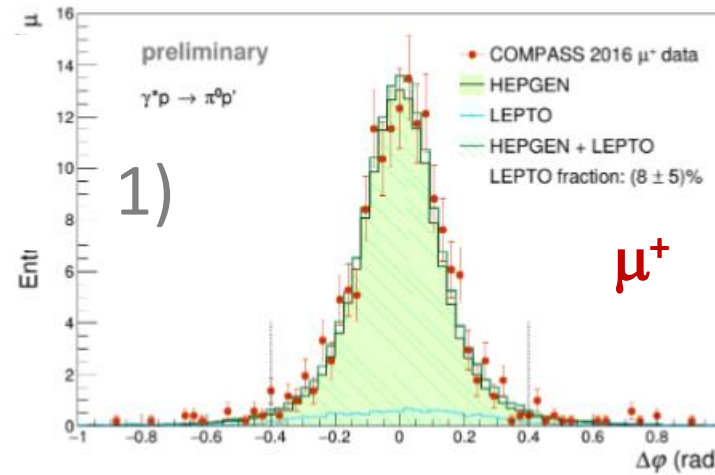 μ
16
14
12
10
8
6
4
2
0
preliminary
γ*p → π⁰p'
1)
COMPASS 2016 μ⁺ data
HEPGEN
LEPTO
HEPGEN + LEPTO
LEPTO fraction: (8 ± 5)%
μ⁺
−1 −0.8 −0.6 −0.4 −0.2 0 0.2 0.4 0.6 0.8
Δφ (rad